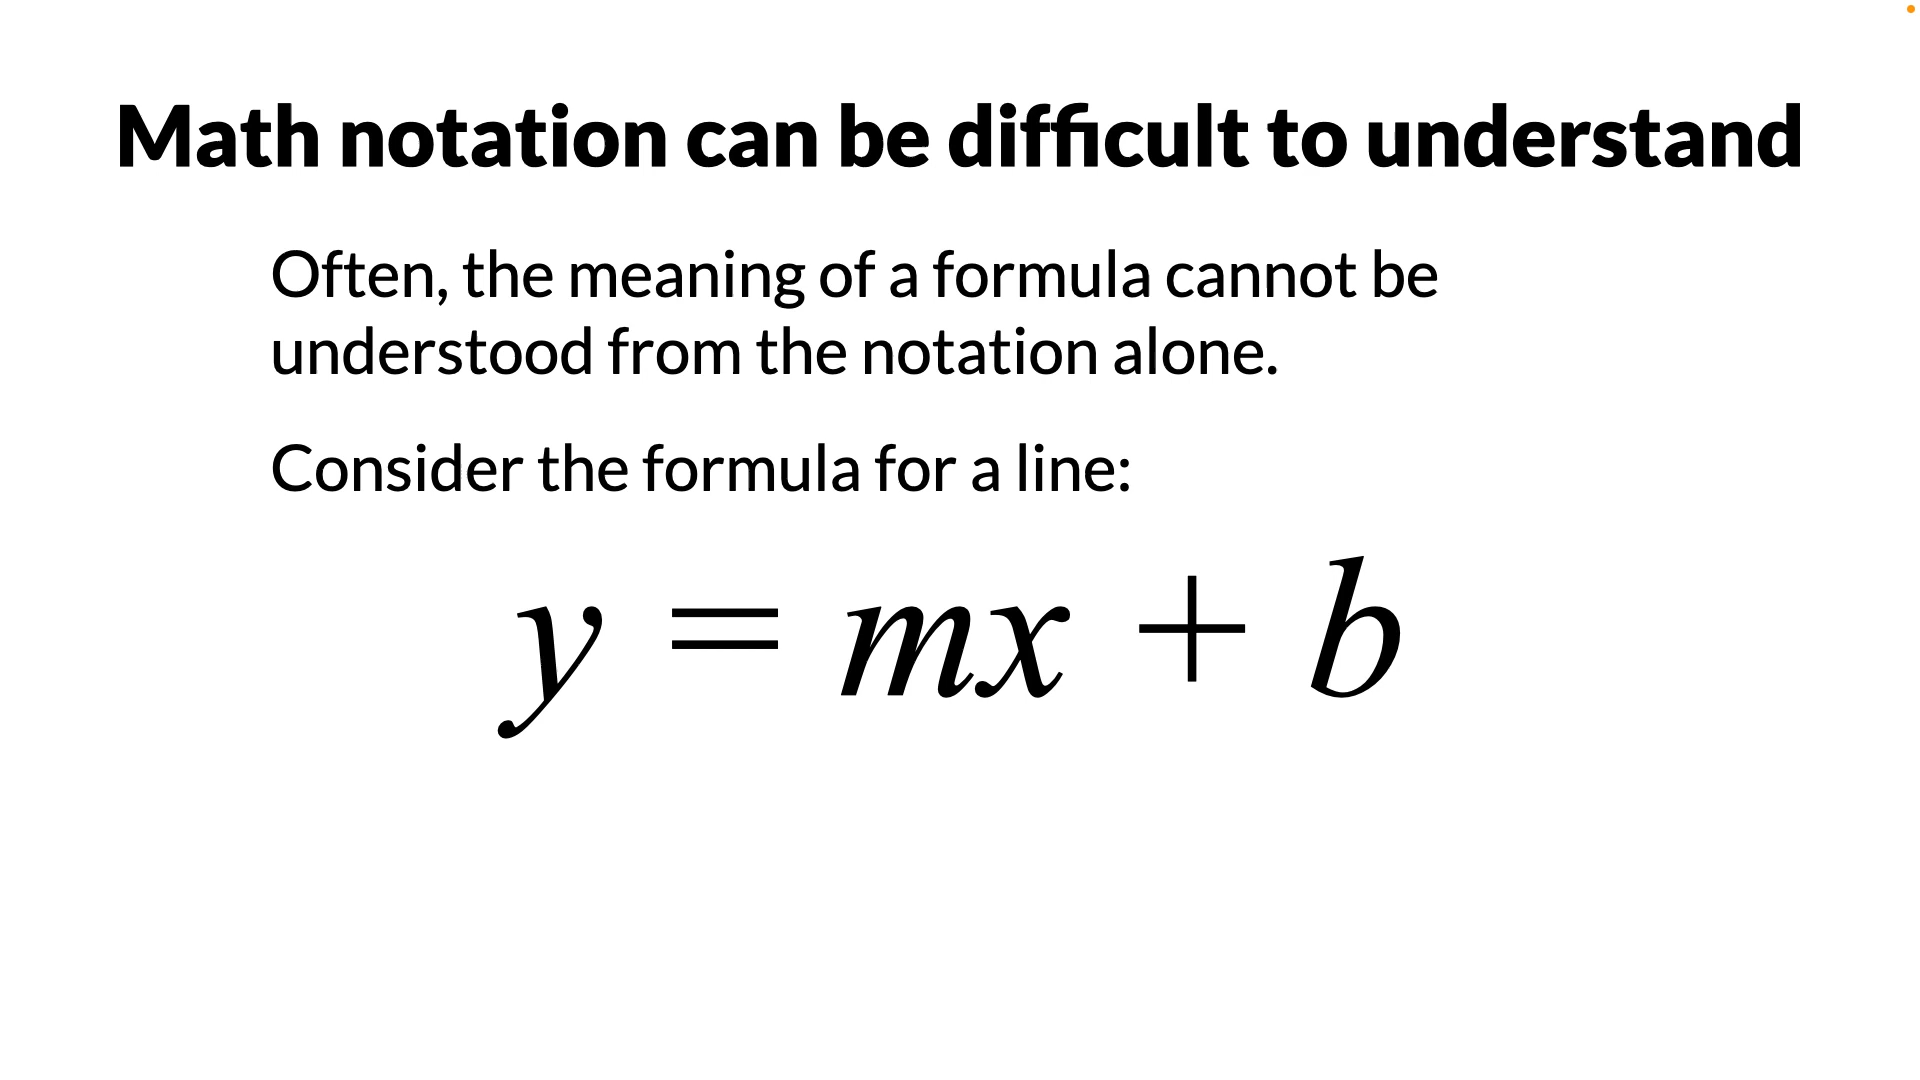 Math notation can be difficult to understand
Often, the meaning of a formula cannot be
understood from the notation alone.
Consider the formula for a line:
y = mx + b